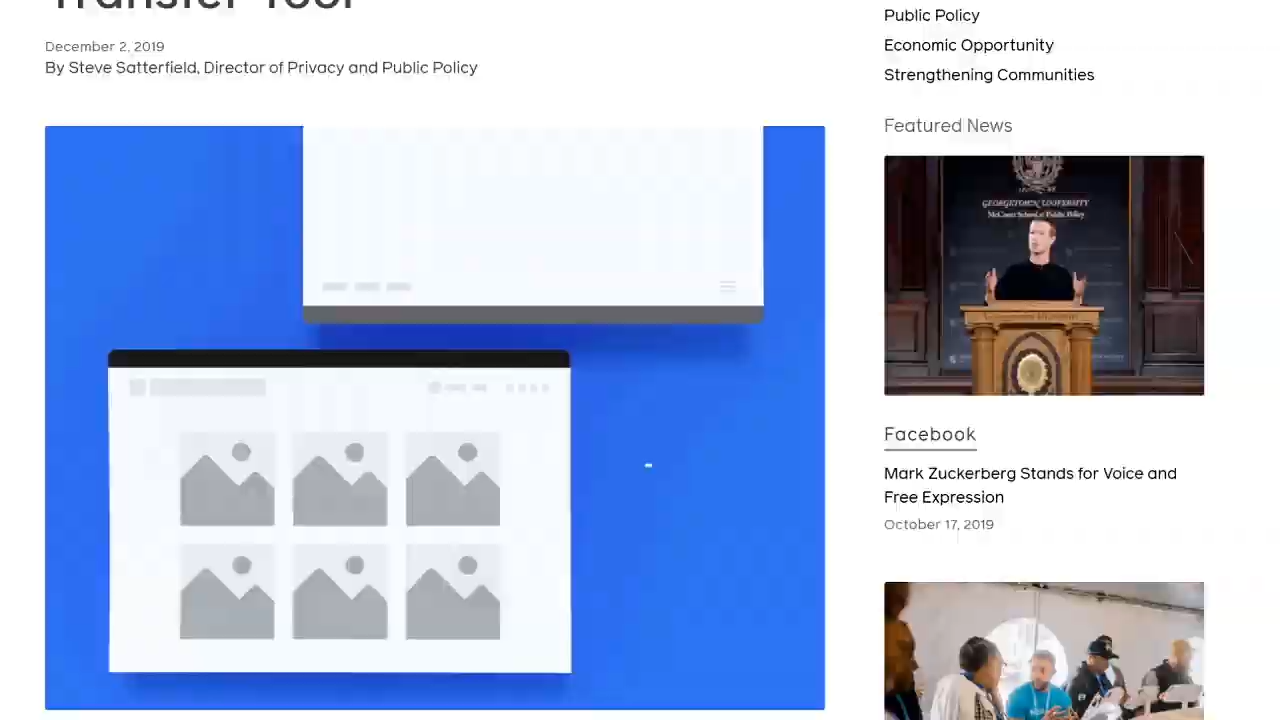 Transfer Tool
December 2, 2019
By Steve Satterfield, Director of Privacy and Public Policy
Public Policy
Economic Opportunity
Strengthening Communities
Featured News
GEORGETOWN UNIVERSITY
McCourt School of Public Policy
Facebook
Mark Zuckerberg Stands for Voice and
Free Expression
October 17, 2019